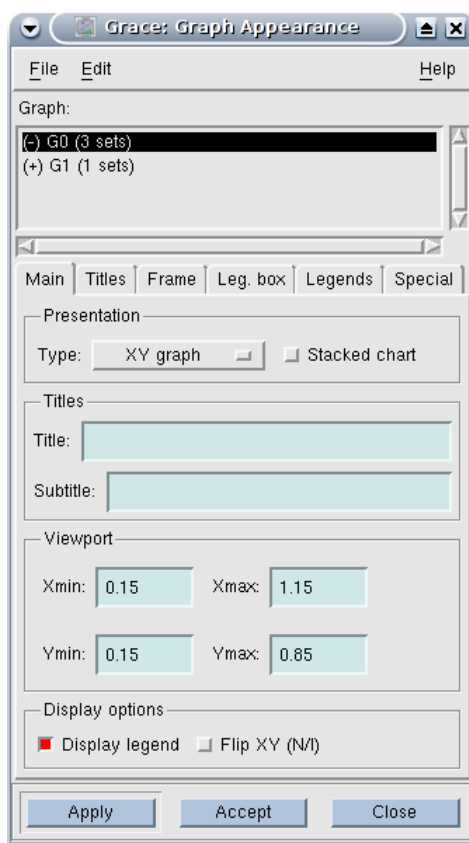 Grace: Graph Appearance
File Edit Help
Graph:
(-) G0 (3 sets)
(+) G1 (1 sets)
Main Titles Frame Leg. box Legends Special
Presentation
Type: XY graph Stacked chart
Titles
Title:
Subtitle:
Viewport
Xmin: 0.15 Xmax: 1.15
Ymin: 0.15 Ymax: 0.85
Display options
Display legend Flip XY (N/I)
Apply Accept Close